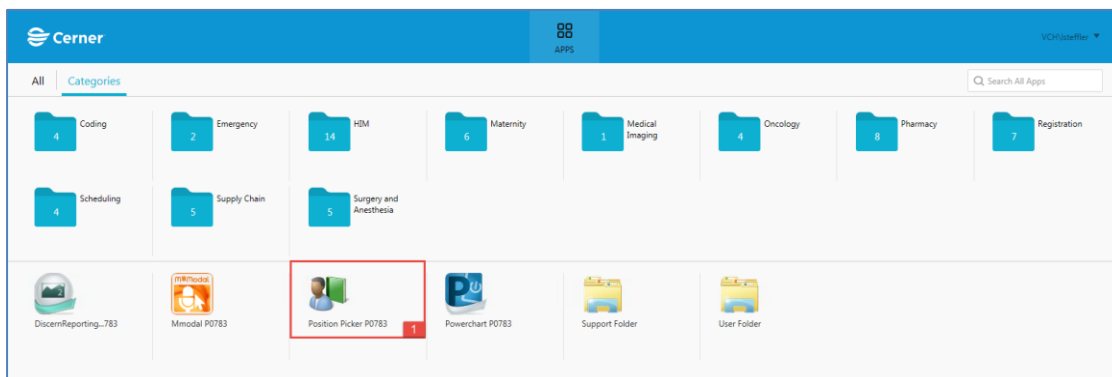 Cerner
APPS
VCH\lsteffler
All
Categories
Search All Apps
4
Coding
2
Emergency
14
HIM
6
Maternity
1
Medical
Imaging
4
Oncology
8
Pharmacy
7
Registration
4
Scheduling
5
Supply Chain
5
Surgery and
Anesthesia
2
DiscernReporting...783
M*Modal
Mmodal P0783
Position Picker P0783
1
Powerchart P0783
Support Folder
User Folder